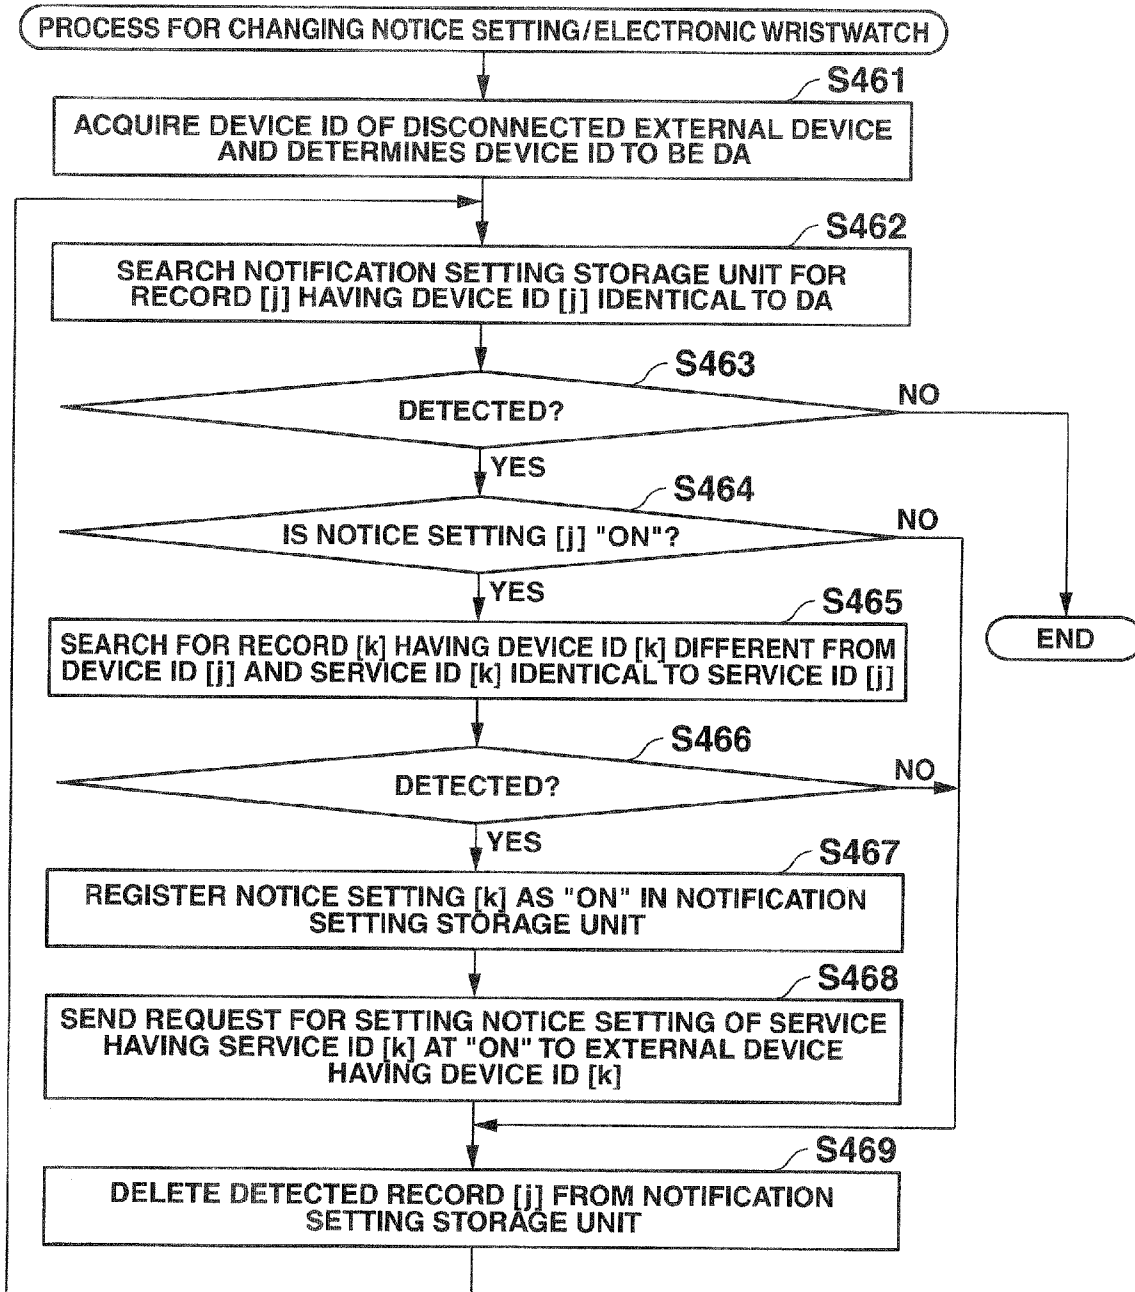 PROCESS FOR CHANGING NOTICE SETTING/ELECTRONIC WRISTWATCH
S461
ACQUIRE DEVICE ID OF DISCONNECTED EXTERNAL DEVICE
AND DETERMINES DEVICE ID TO BE DA
S462
SEARCH NOTIFICATION SETTING STORAGE UNIT FOR
RECORD [j] HAVING DEVICE ID [j] IDENTICAL TO DA
S463
DETECTED?
NO
YES
S464
IS NOTICE SETTING [j] "ON"?
NO
YES
S465
SEARCH FOR RECORD [k] HAVING DEVICE ID [k] DIFFERENT FROM
DEVICE ID [j] AND SERVICE ID [k] IDENTICAL TO SERVICE ID [j]
END
S466
DETECTED?
NO
YES
S467
REGISTER NOTICE SETTING [k] AS "ON" IN NOTIFICATION
SETTING STORAGE UNIT
S468
SEND REQUEST FOR SETTING NOTICE SETTING OF SERVICE
HAVING SERVICE ID [k] AT "ON" TO EXTERNAL DEVICE
HAVING DEVICE ID [k]
S469
DELETE DETECTED RECORD [j] FROM NOTIFICATION
SETTING STORAGE UNIT